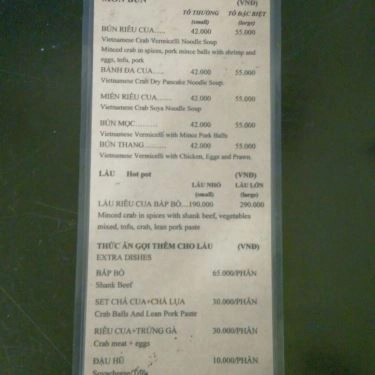 MÓN BÚN (VNĐ)
TÔ THƯỜNG TÔ ĐẶC BIỆT
(small) (large)
BÚN RIÊU CUA...... 42.000 55.000
Vietnamese Crab Vermicelli Noodle Soup
Minced crab in spices, pork mince balls with shrimp and
eggs, tofu, pork
BÁNH ĐA CUA..... 42.000 55.000
Vietnamese Crab Dry Pancake Noodle Soup.
MIẾN RIÊU CUA..... 42.000 55.000
Vietnamese Crab Soya Noodle Soup
BÚN MỌC........... 42.000 55.000
Vietnamese Vermicelli with Mince Pork Balls
BÚN THANG.......... 42.000 55.000
Vietnamese Vermicelli with Chicken, Eggs and Prawn.
LẨU Hot pot (VNĐ)
LẨU NHỎ LẨU LỚN
(small) (large)
LẨU RIÊU CUA BẮP BÒ....190.000 290.000
Minced crab in spices with shank beef, vegetables
mixed, tofu, crab, lean pork paste
THỨC ĂN GỌI THÊM CHO LẨU (VNĐ)
EXTRA DISHES
BẮP BÒ 65.000/PHẦN
Shank Beef
SET CHẢ CUA+CHẢ LỤA 30.000/PHẦN
Crab Balls And Lean Pork Paste
RIÊU CUA+TRỨNG GÀ 30.000/PHẦN
Crab meat + eggs
ĐẬU HŨ 10.000/PHẦN